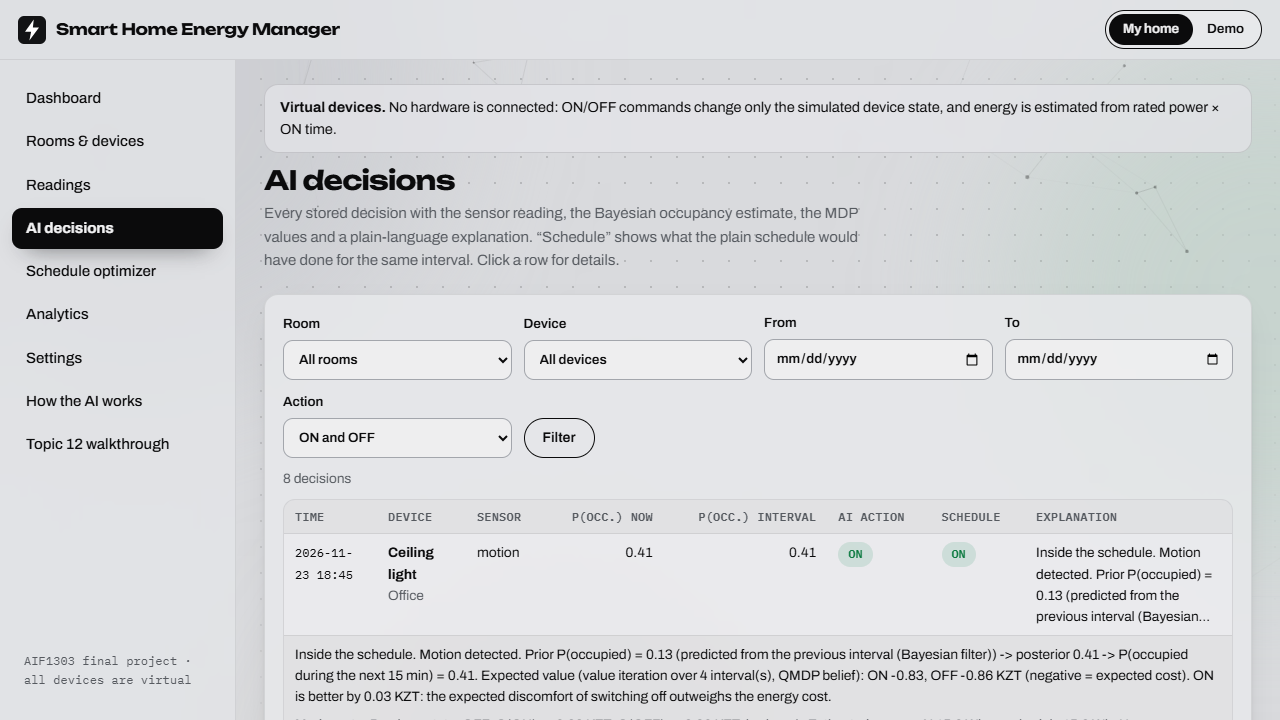 Smart Home Energy Manager
My home
Demo
Dashboard
Rooms & devices
Readings
AI decisions
Schedule optimizer
Analytics
Settings
How the AI works
Topic 12 walkthrough
AIF1303 final project ·
all devices are virtual
Virtual devices. No hardware is connected: ON/OFF commands change only the simulated device state, and energy is estimated from rated power ×
ON time.
AI decisions
Every stored decision with the sensor reading, the Bayesian occupancy estimate, the MDP
values and a plain-language explanation. “Schedule” shows what the plain schedule would
have done for the same interval. Click a row for details.
Room
Device
From
To
All rooms
All devices
mm/dd/yyyy
mm/dd/yyyy
Action
ON and OFF
Filter
8 decisions
TIME DEVICE SENSOR P(OCC.) NOW P(OCC.) INTERVAL AI ACTION SCHEDULE EXPLANATION
2026-11-
23 18:45
Ceiling
light
Office
motion
0.41
0.41
ON
ON
Inside the schedule. Motion
detected. Prior P(occupied) =
0.13 (predicted from the
previous interval (Bayesian...
Inside the schedule. Motion detected. Prior P(occupied) = 0.13 (predicted from the previous interval (Bayesian filter)) -> posterior 0.41 -> P(occupied
during the next 15 min) = 0.41. Expected value (value iteration over 4 interval(s), QMDP belief): ON -0.83, OFF -0.86 KZT (negative = expected cost). ON
is better by 0.03 KZT: the expected discomfort of switching off outweighs the energy cost.